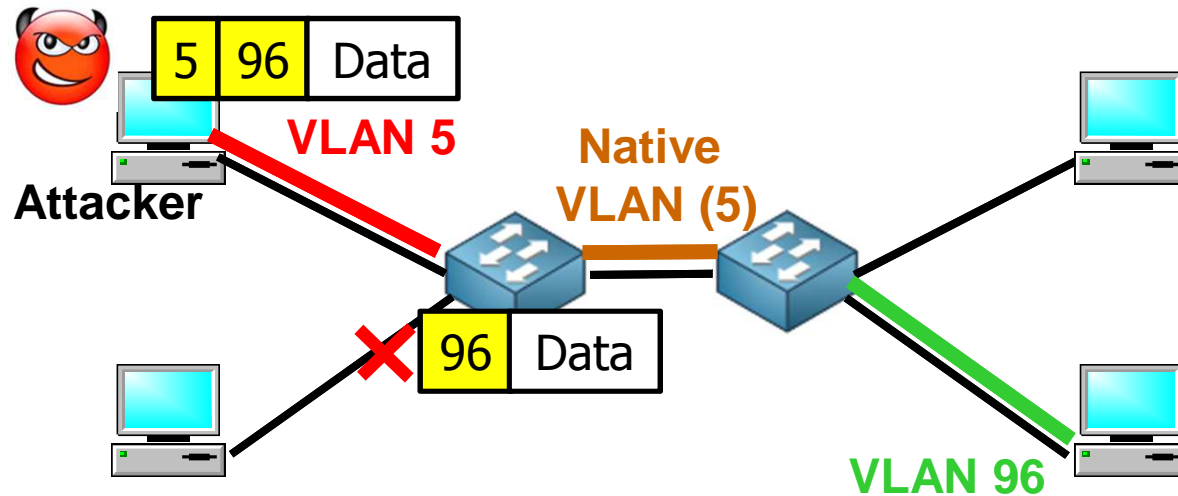 5 96 Data
VLAN 5
Native
VLAN (5)
Attacker
96 Data
VLAN 96